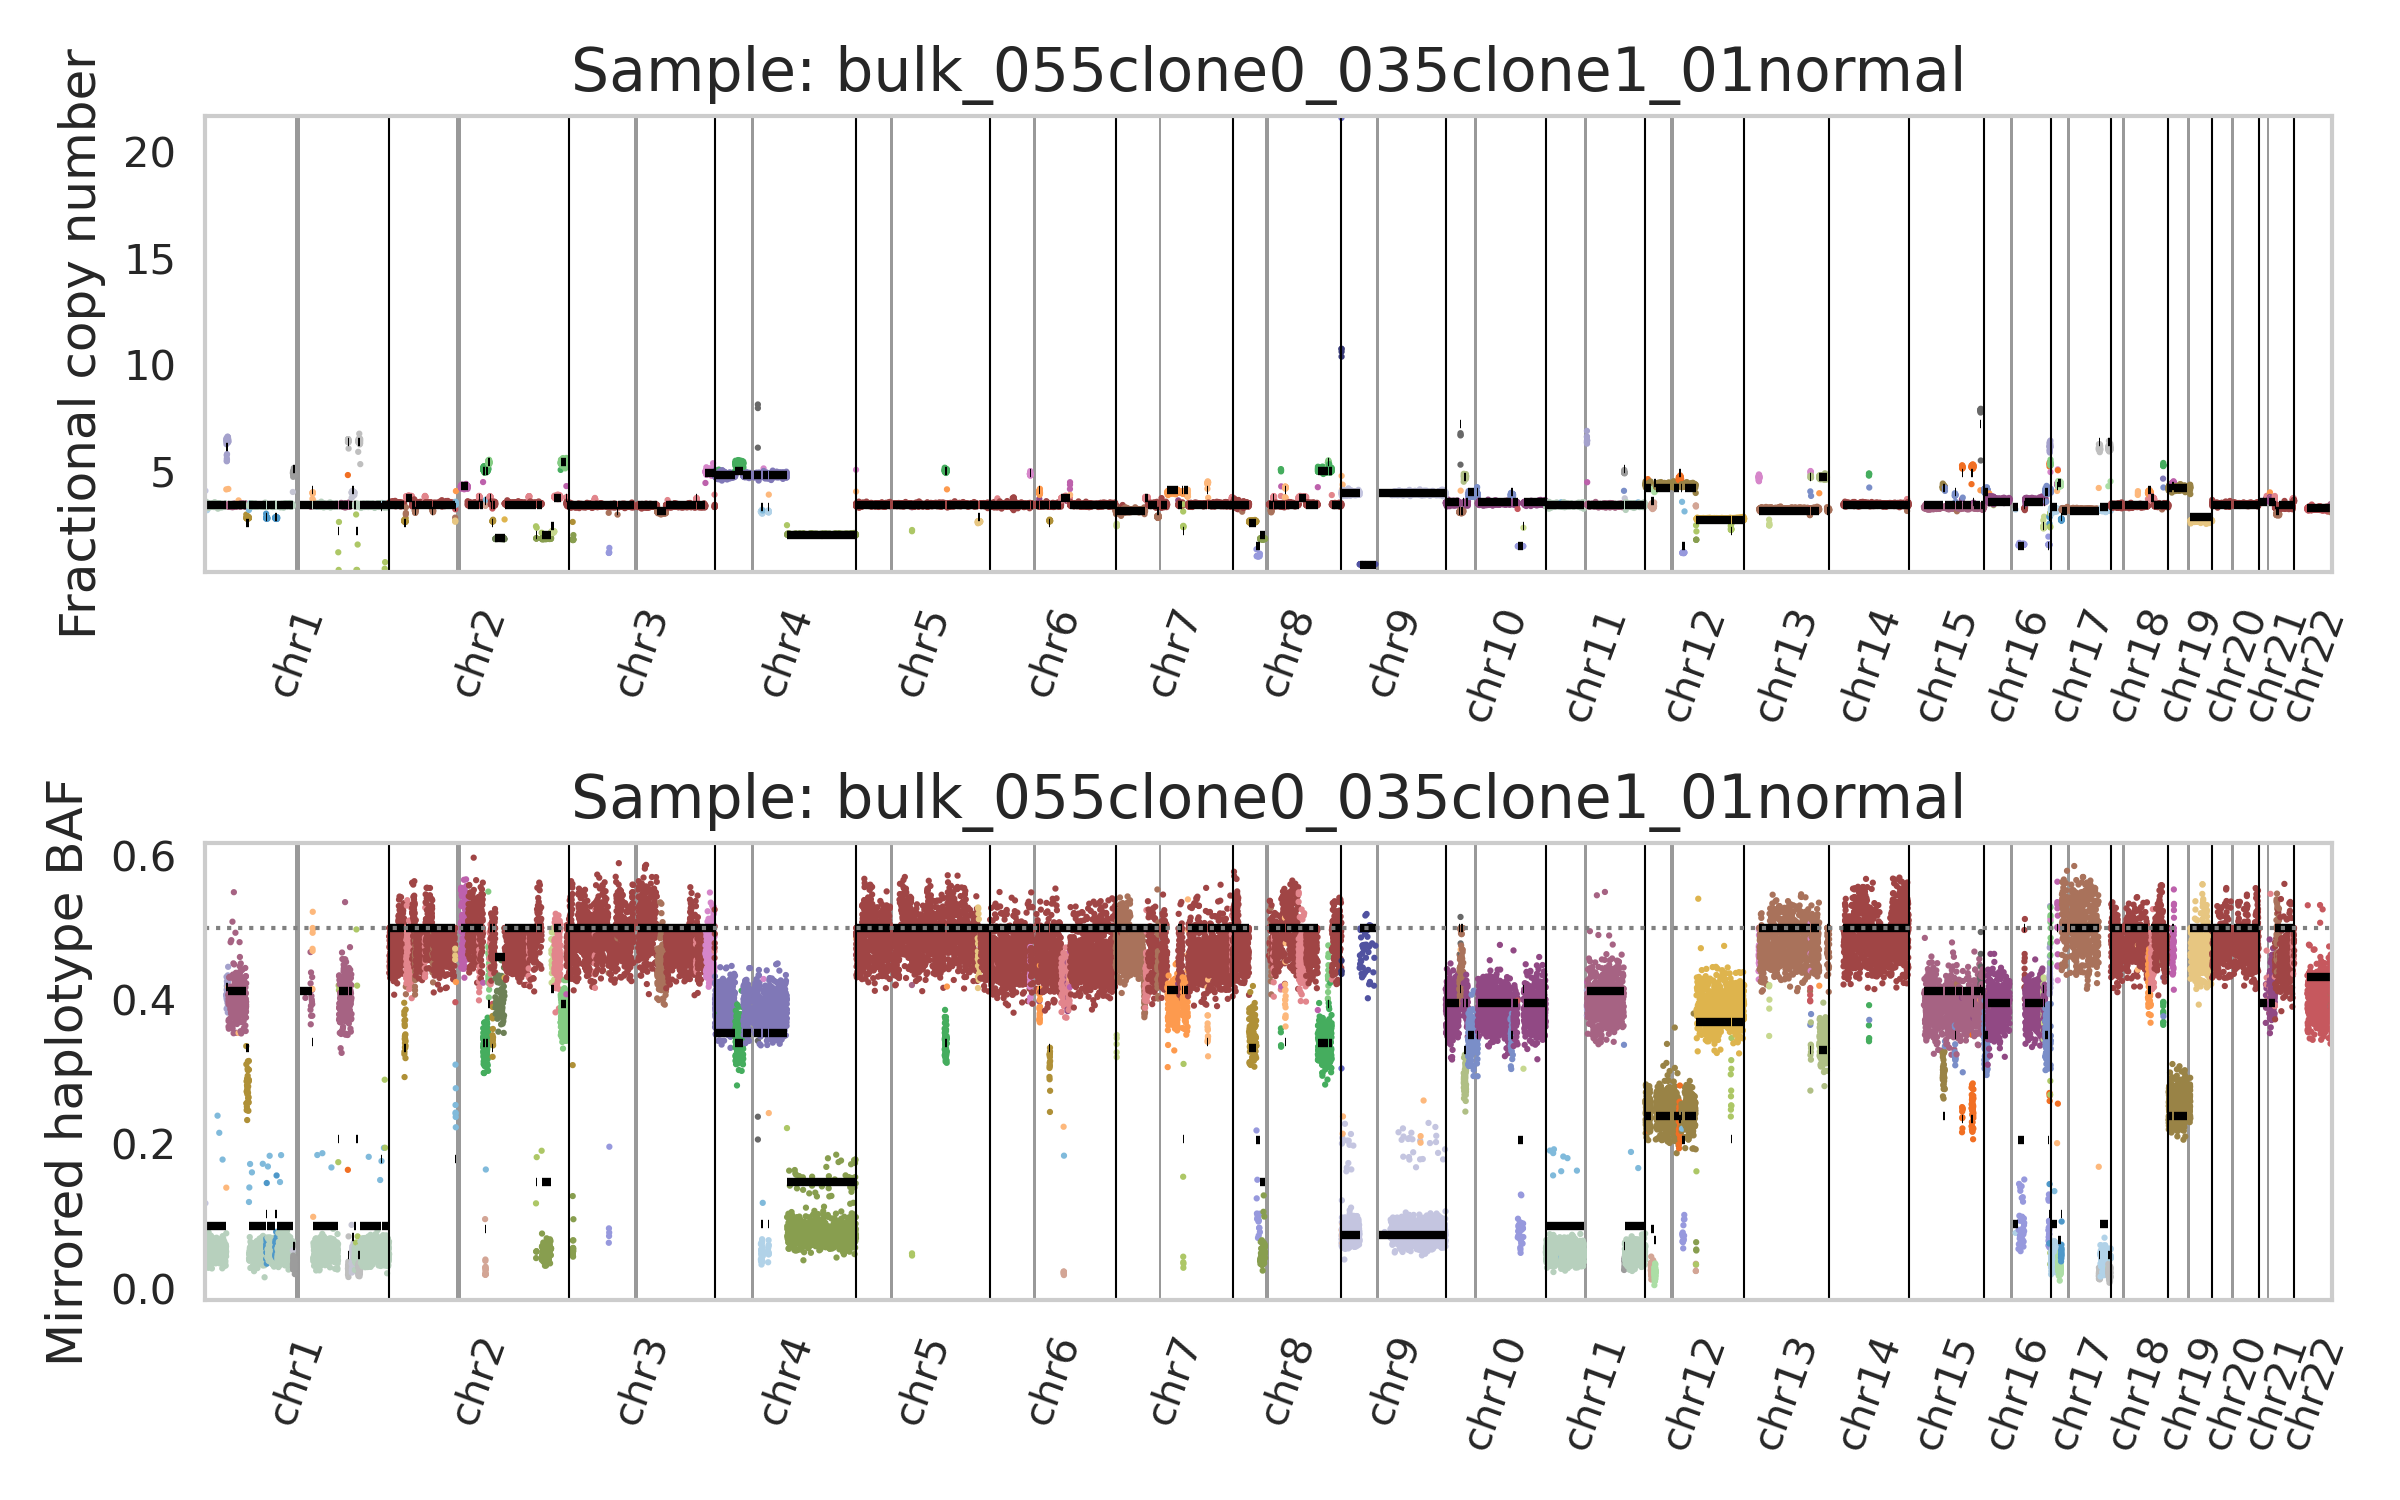 Sample: bulk_055clone0_035clone1_01normal
Fractional copy number
20
15
10
5
chr1 chr2 chr3 chr4 chr5 chr6 chr7 chr8 chr9 chr10 chr11 chr12 chr13 chr14 chr15 chr16 chr17 chr18 chr19 chr20 chr21 chr22
Sample: bulk_055clone0_035clone1_01normal
Mirrored haplotype BAF
0.6
0.4
0.2
0.0
chr1 chr2 chr3 chr4 chr5 chr6 chr7 chr8 chr9 chr10 chr11 chr12 chr13 chr14 chr15 chr16 chr17 chr18 chr19 chr20 chr21 chr22